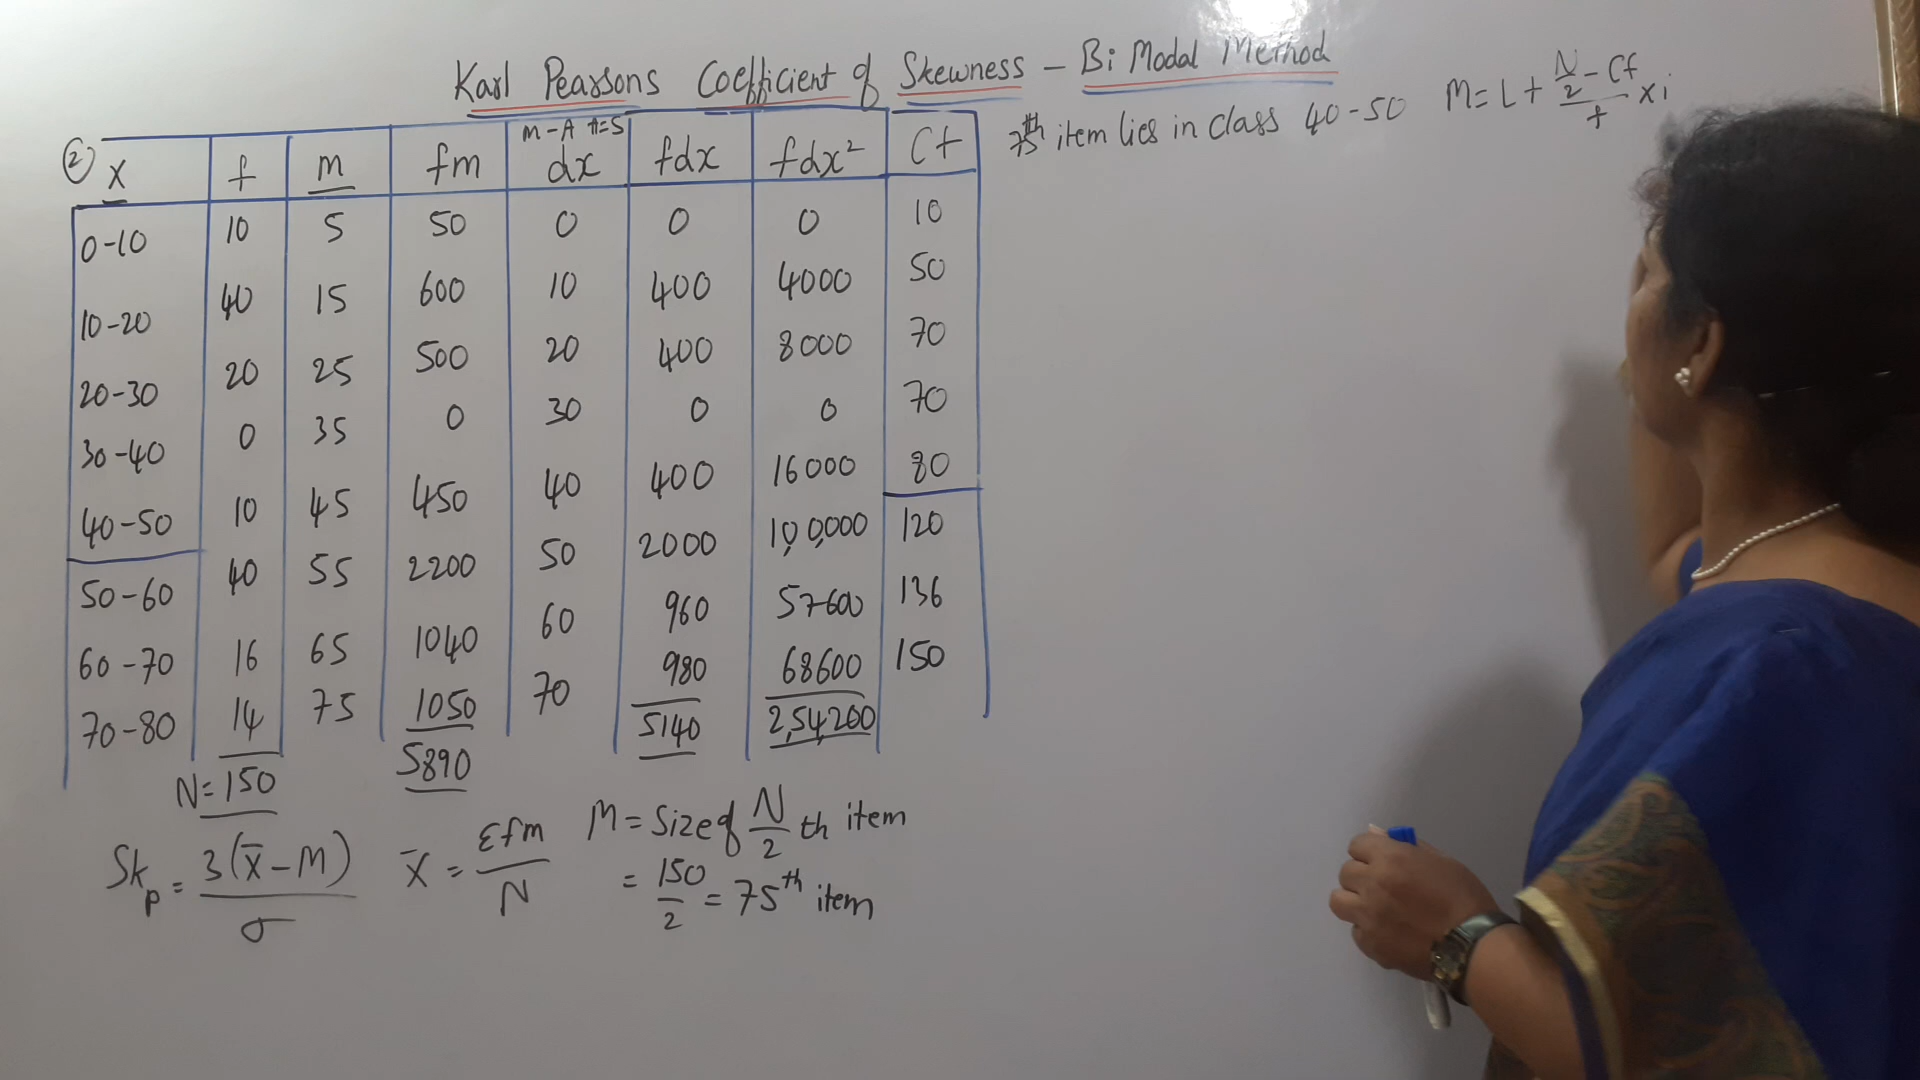 Karl Pearsons Coefficient of Skewness - Bi Modal Method
75th item lies in class 40-50 M = L + N/2 - Cf / f x i
② X f m fm m-A A=5 dx fdx fdx² Cf
0-10 10 5 50 0 0 0 10
10-20 40 15 600 10 400 4000 50
20-30 20 25 500 20 400 8000 70
30-40 0 35 0 30 0 0 70
40-50 10 45 450 40 400 16000 80
50-60 40 55 2200 50 2000 1,0,0000 120
60-70 16 65 1040 60 960 57600 136
70-80 14 75 1050 70 980 68600 150
N=150 5890 5140 2,54,200
Skp = 3(x̄-M) / σ x̄ = Σfm / N M = Size of N/2 th item
= 150/2 = 75th item